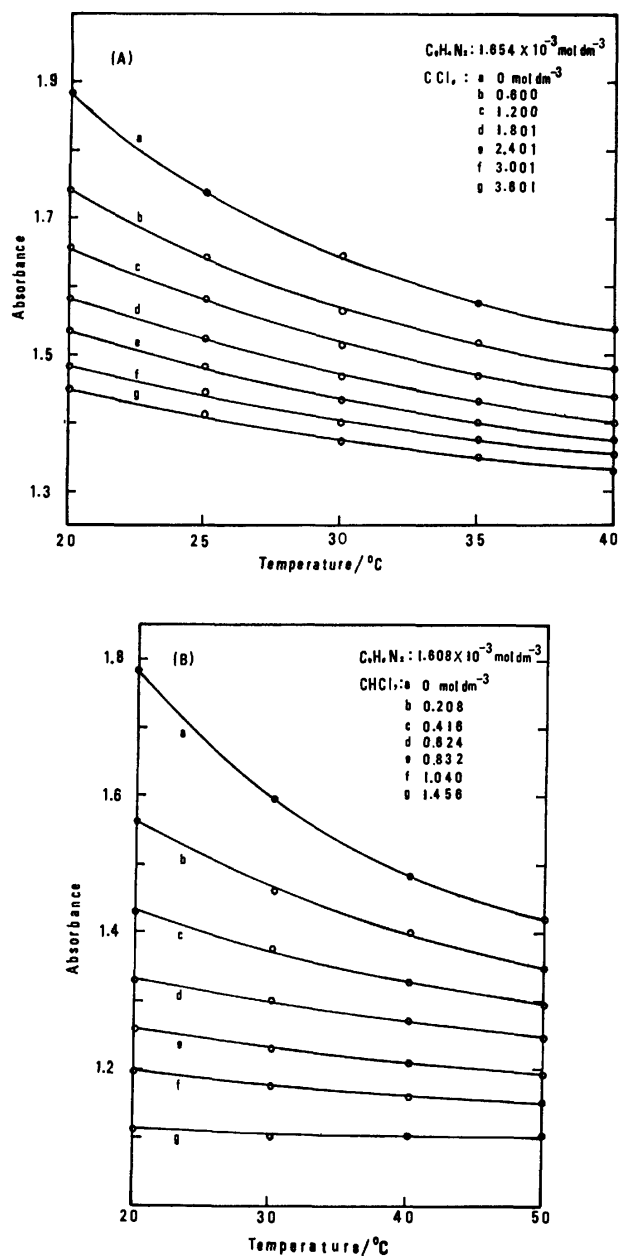 (A)
C₈H₆N₂: 1.654 × 10⁻³ mol dm⁻³
CCl₄ : a 0 mol dm⁻³
b 0.600
c 1.200
d 1.801
e 2.401
f 3.001
g 3.601
1.9
1.7
1.5
1.3
Absorbance
a
b
c
d
e
f
g
20 25 30 35 40
Temperature/°C
(B)
C₈H₆N₂: 1.608 × 10⁻³ mol dm⁻³
CHCl₃: a 0 mol dm⁻³
b 0.208
c 0.416
d 0.624
e 0.832
f 1.040
g 1.456
1.8
1.6
1.4
1.2
Absorbance
a
b
c
d
e
f
g
20 30 40 50
Temperature/°C